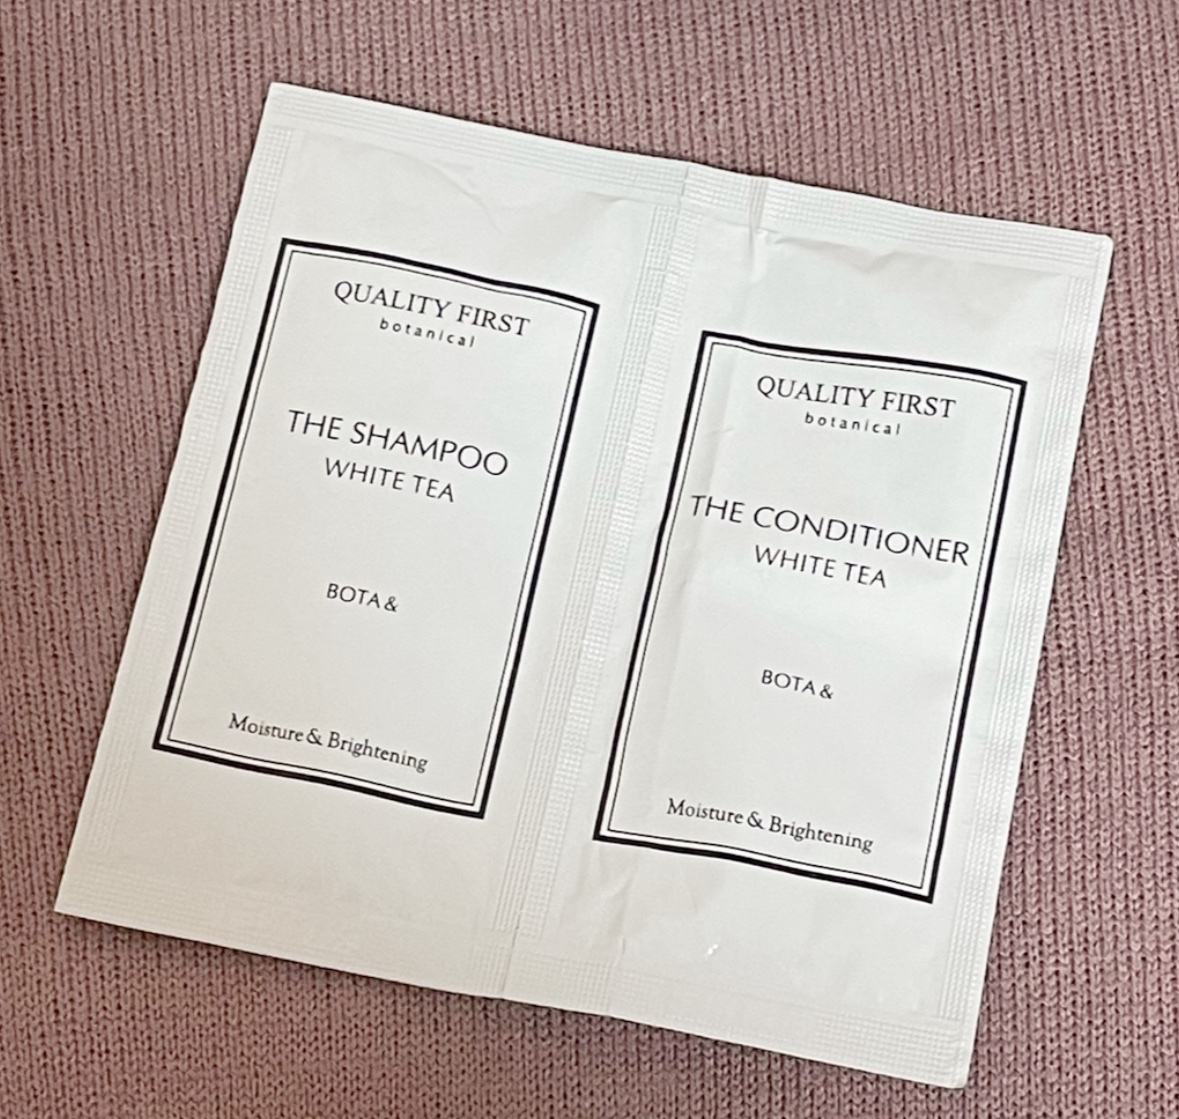 QUALITY FIRST
botanical
THE SHAMPOO
WHITE TEA
BOTA &
Moisture & Brightening
QUALITY FIRST
botanical
THE CONDITIONER
WHITE TEA
BOTA &
Moisture & Brightening